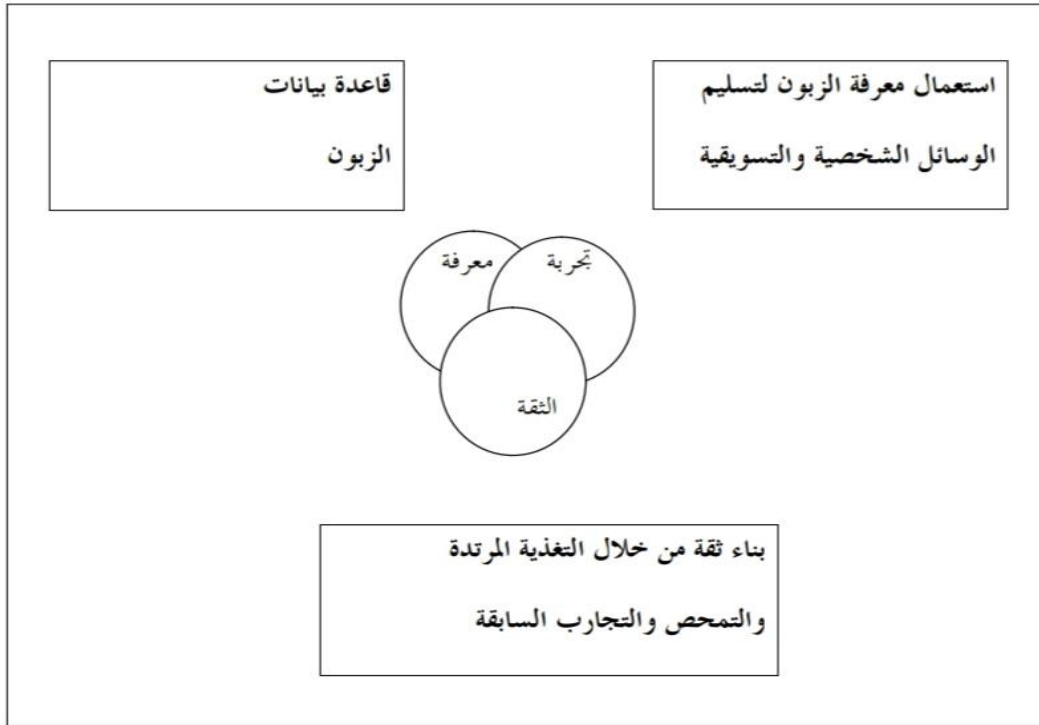 استعمال معرفة الزبون لتسليم
الوسائل الشخصية والتسويقية
قاعدة بيانات
الزبون
تجربة
معرفة
الثقة
بناء ثقة من خلال التغذية المرتدة
والتمحص والتجارب السابقة